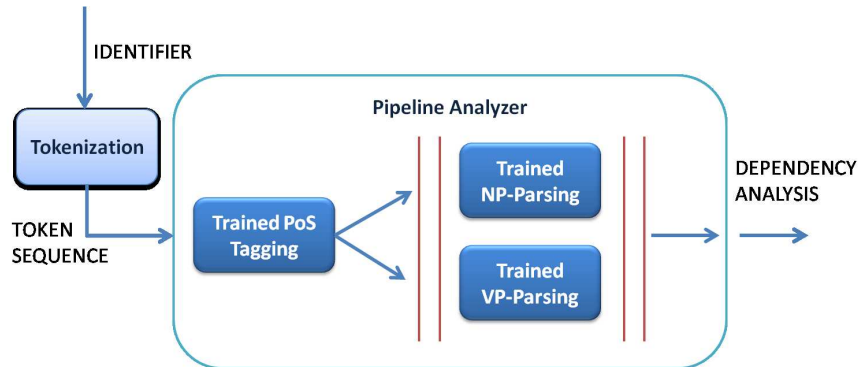 IDENTIFIER
Tokenization
TOKEN
SEQUENCE
Pipeline Analyzer
Trained PoS
Tagging
Trained
NP-Parsing
Trained
VP-Parsing
DEPENDENCY
ANALYSIS